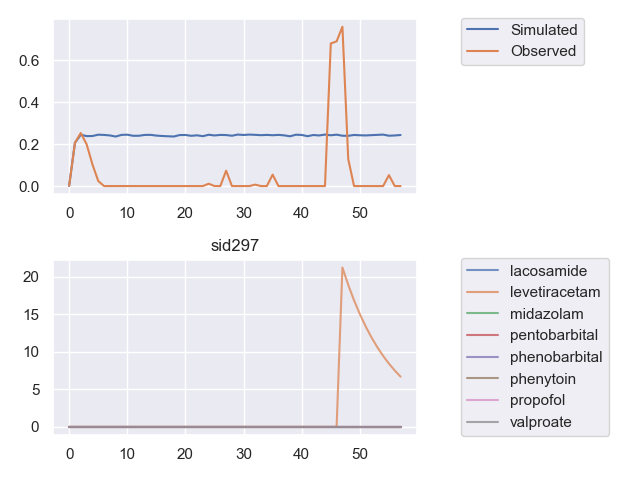 Simulated
Observed
0.6
0.4
0.2
0.0
0 10 20 30 40 50
sid297
20
15
10
5
0
0 10 20 30 40 50
lacosamide
levetiracetam
midazolam
pentobarbital
phenobarbital
phenytoin
propofol
valproate